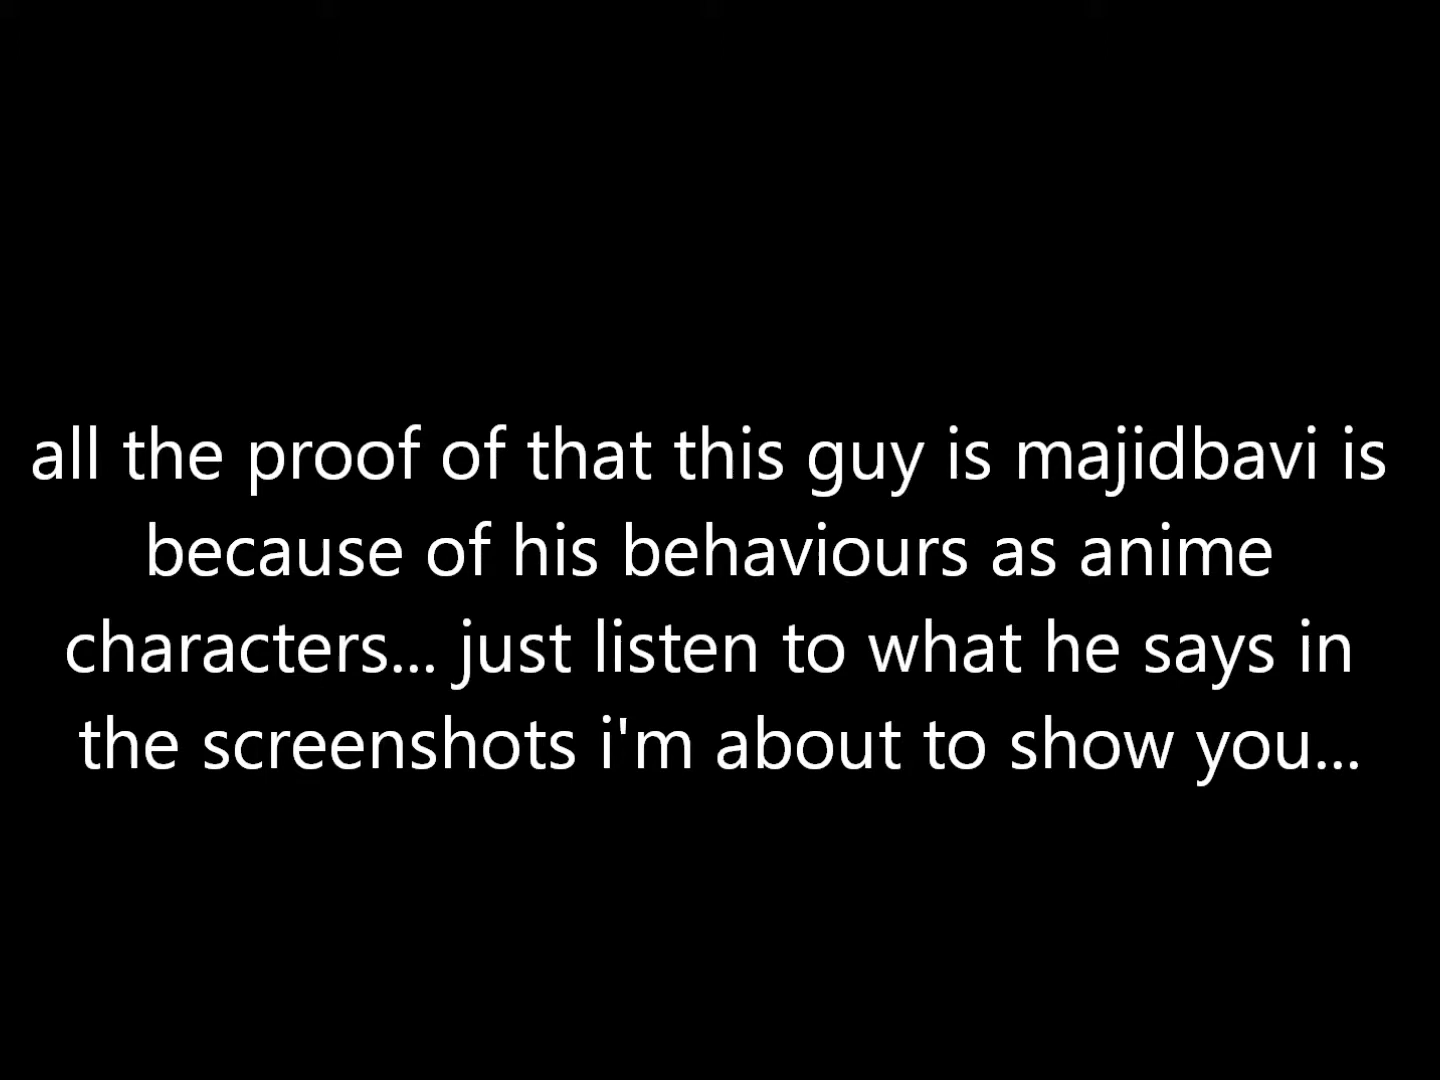 all the proof of that this guy is majidbavi is
because of his behaviours as anime
characters... just listen to what he says in
the screenshots i'm about to show you...